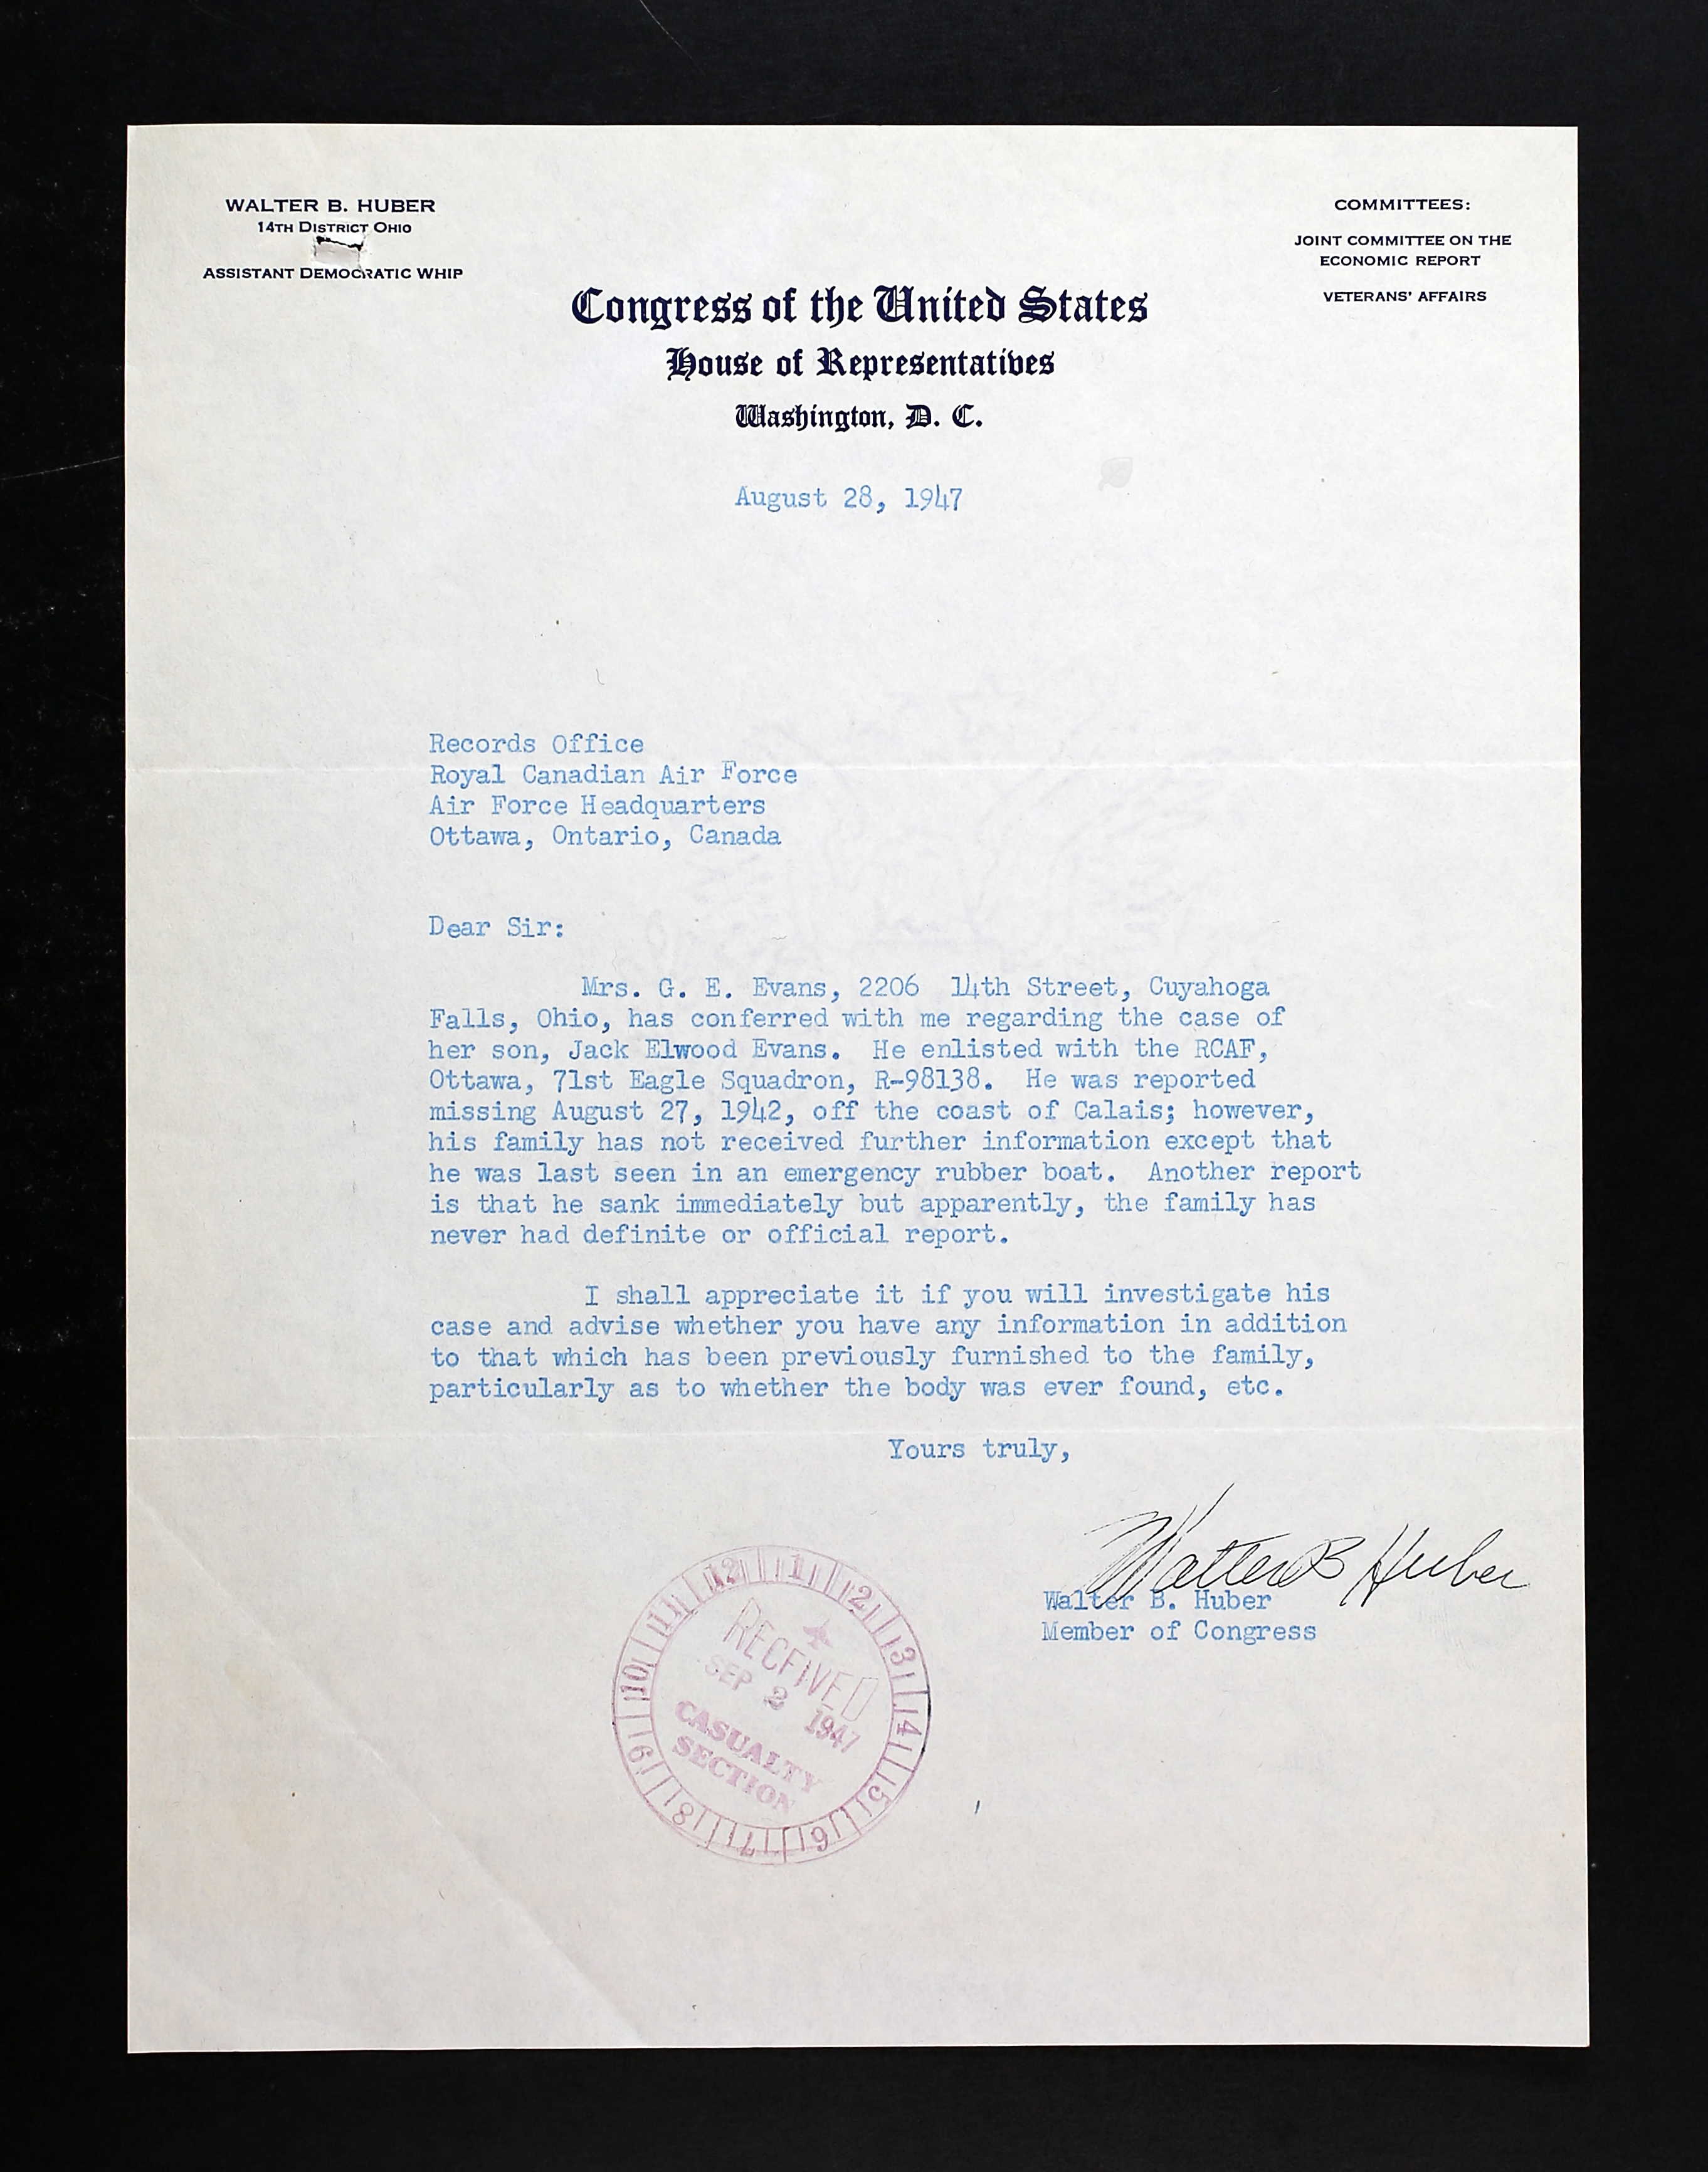 WALTER B. HUBER
14TH DISTRICT OHIO
ASSISTANT DEMOCRATIC WHIP
COMMITTEES:
JOINT COMMITTEE ON THE
ECONOMIC REPORT
VETERANS' AFFAIRS
Congress of the United States
House of Representatives
Washington, D. C.
August 28, 1947
Records Office
Royal Canadian Air Force
Air Force Headquarters
Ottawa, Ontario, Canada
Dear Sir:
Mrs. G. E. Evans, 2206 14th Street, Cuyahoga
Falls, Ohio, has conferred with me regarding the case of
her son, Jack Elwood Evans. He enlisted with the RCAF,
Ottawa, 71st Eagle Squadron, R-98138. He was reported
missing August 27, 1942, off the coast of Calais; however,
his family has not received further information except that
he was last seen in an emergency rubber boat. Another report
is that he sank immediately but apparently, the family has
never had definite or official report.
I shall appreciate it if you will investigate his
case and advise whether you have any information in addition
to that which has been previously furnished to the family,
particularly as to whether the body was ever found, etc.
Yours truly,
Walter B Huber
Walter B. Huber
Member of Congress
12 1 2 3 4 5 6 7 8 9 10 11
RECEIVED
SEP 2 1947
CASUALTY
SECTION